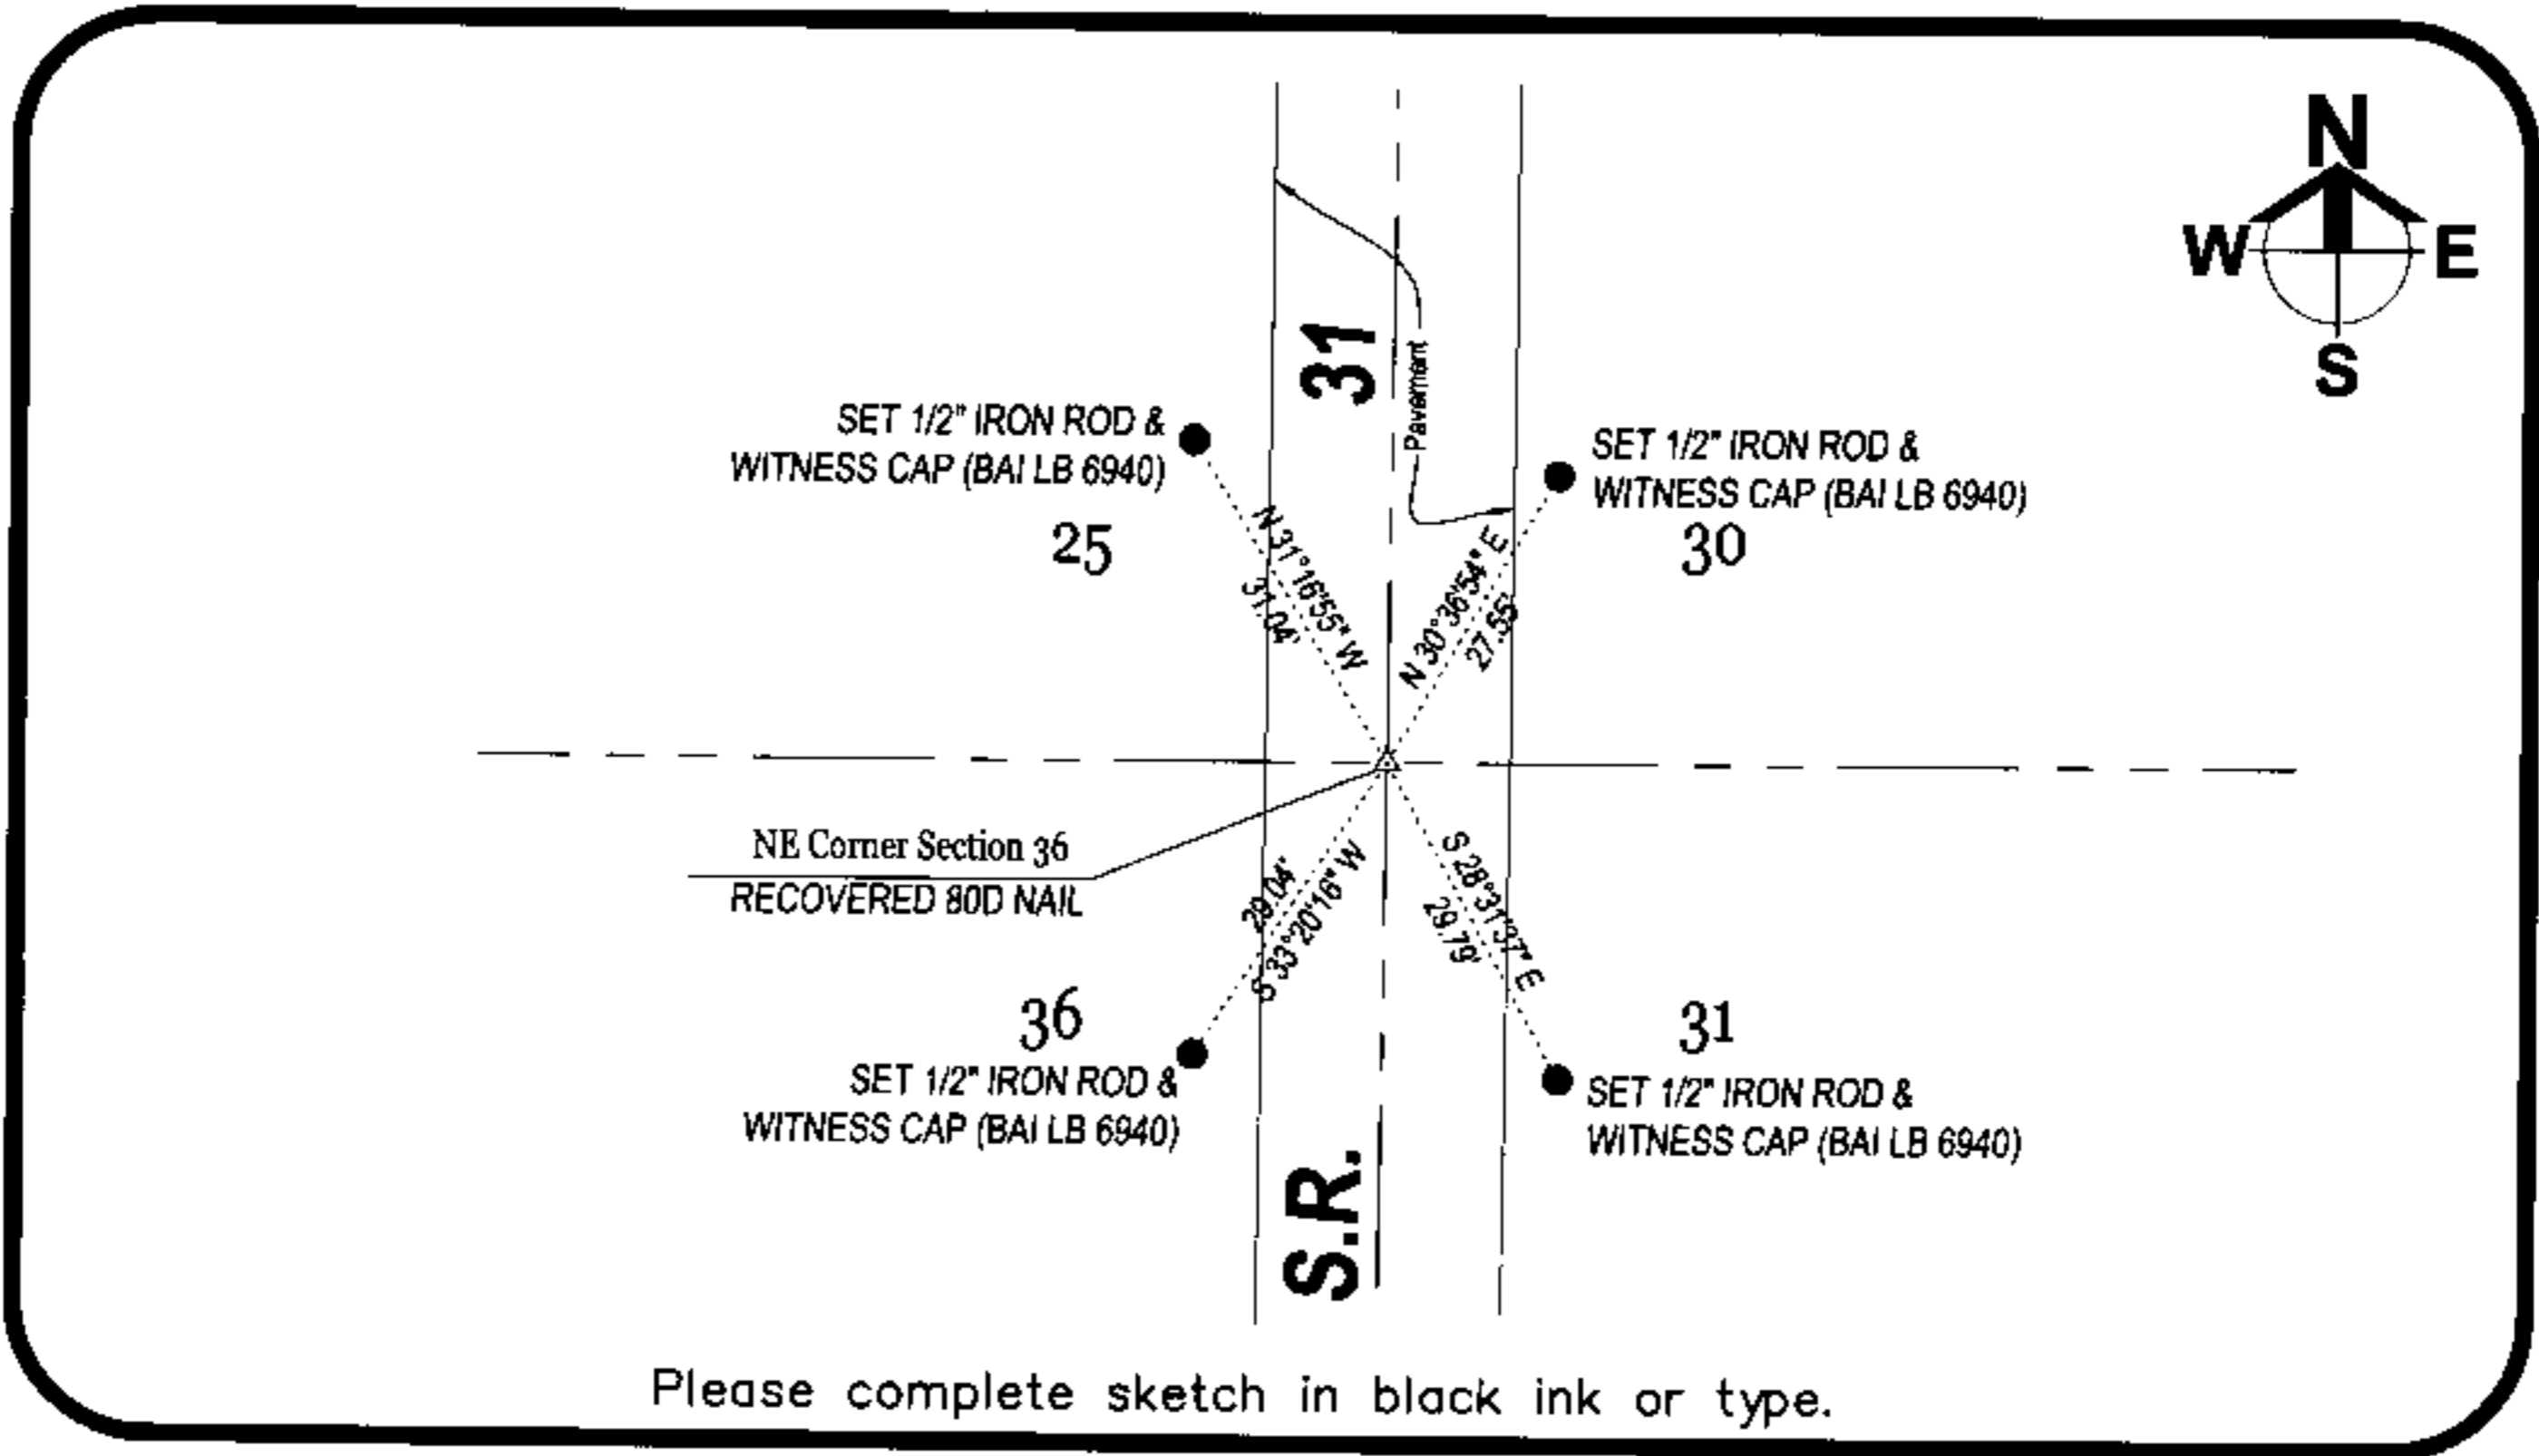 N
W E
S
31
Pavement
SET 1/2" IRON ROD &
WITNESS CAP (BAI LB 6940)
25
SET 1/2" IRON ROD &
WITNESS CAP (BAI LB 6940)
30
N 31°16'55" W
31.04'
N 30°36'54" E
27.55'
NE Corner Section 36
RECOVERED 80D NAIL
29.04'
S 33°20'16" W
S 28°31'37" E
29.79'
36
SET 1/2" IRON ROD &
WITNESS CAP (BAI LB 6940)
31
SET 1/2" IRON ROD &
WITNESS CAP (BAI LB 6940)
S.R.
Please complete sketch in black ink or type.